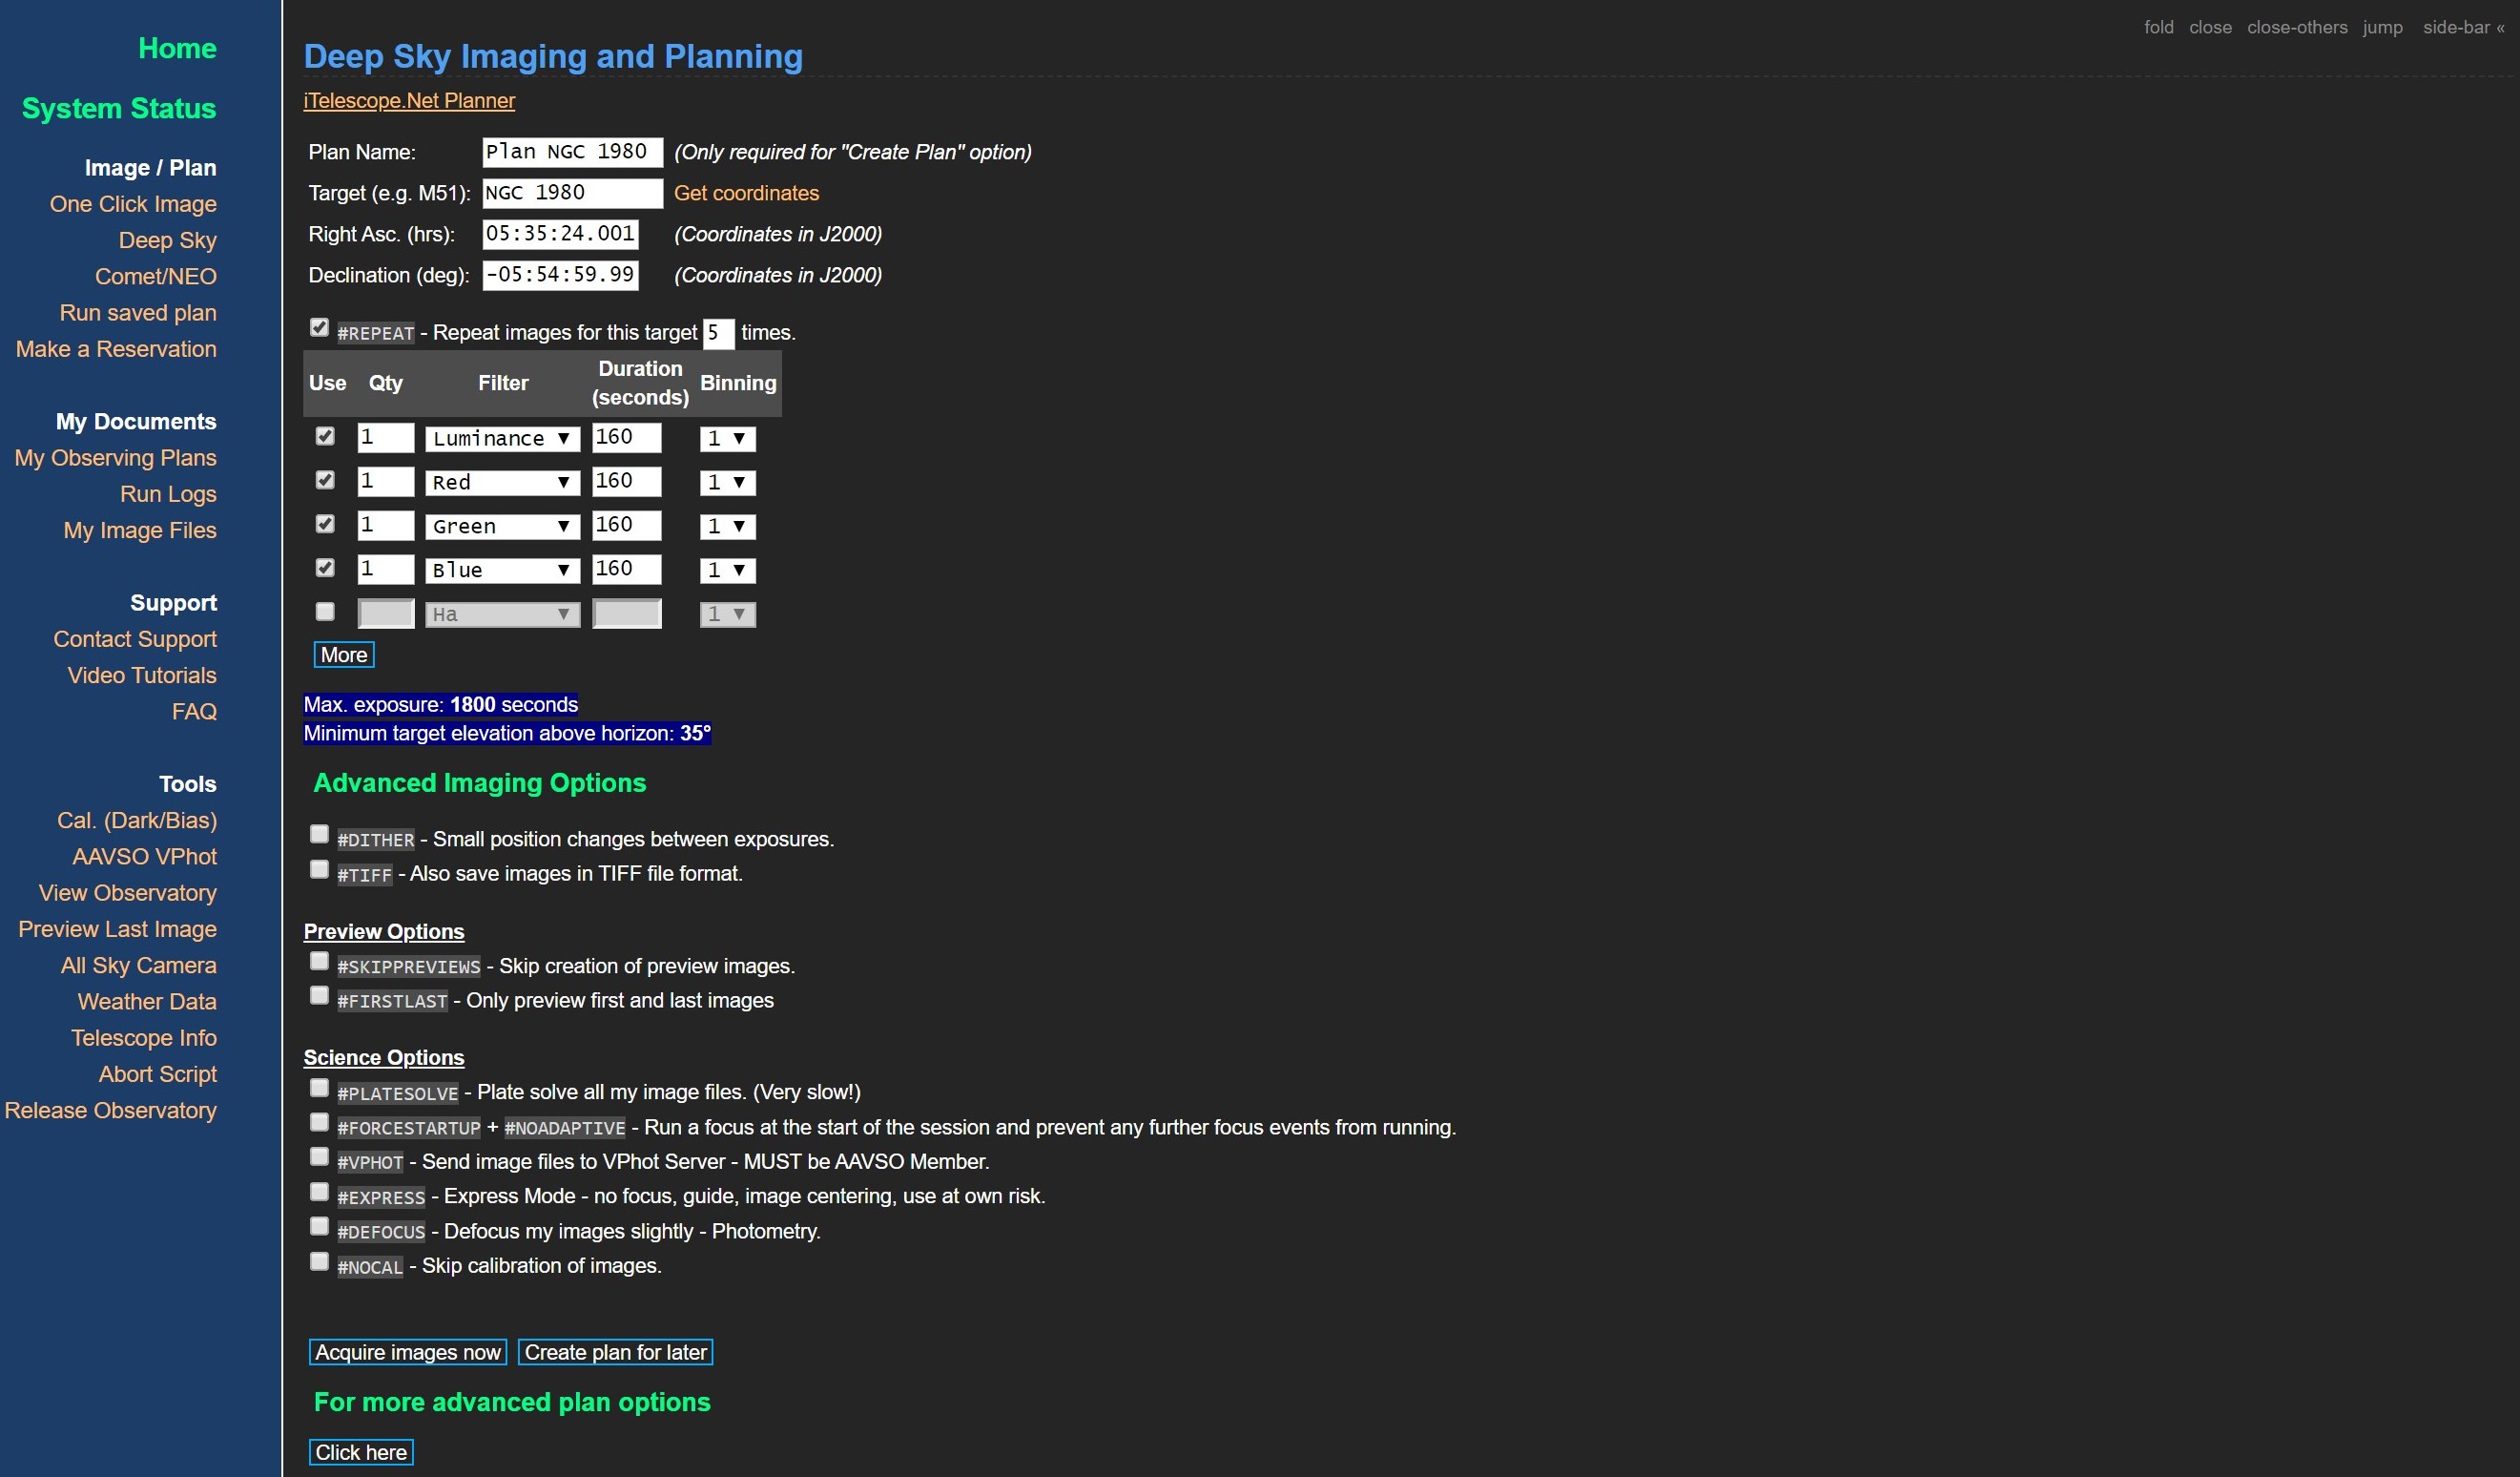 Home
System Status
Image / Plan
One Click Image
Deep Sky
Comet/NEO
Run saved plan
Make a Reservation
My Documents
My Observing Plans
Run Logs
My Image Files
Support
Contact Support
Video Tutorials
FAQ
Tools
Cal. (Dark/Bias)
AAVSO VPhot
View Observatory
Preview Last Image
All Sky Camera
Weather Data
Telescope Info
Abort Script
Release Observatory
fold close close-others jump side-bar «
Deep Sky Imaging and Planning
iTelescope.Net Planner
Plan Name: Plan NGC 1980 (Only required for "Create Plan" option)
Target (e.g. M51): NGC 1980 Get coordinates
Right Asc. (hrs): 05:35:24.001 (Coordinates in J2000)
Declination (deg): -05:54:59.99 (Coordinates in J2000)
#REPEAT - Repeat images for this target 5 times.
Use Qty Filter Duration (seconds) Binning
1 Luminance ▼ 160 1 ▼
1 Red ▼ 160 1 ▼
1 Green ▼ 160 1 ▼
1 Blue ▼ 160 1 ▼
Ha ▼ 1 ▼
More
Max. exposure: 1800 seconds
Minimum target elevation above horizon: 35°
Advanced Imaging Options
#DITHER - Small position changes between exposures.
#TIFF - Also save images in TIFF file format.
Preview Options
#SKIPPREVIEWS - Skip creation of preview images.
#FIRSTLAST - Only preview first and last images
Science Options
#PLATESOLVE - Plate solve all my image files. (Very slow!)
#FORCESTARTUP + #NOADAPTIVE - Run a focus at the start of the session and prevent any further focus events from running.
#VPHOT - Send image files to VPhot Server - MUST be AAVSO Member.
#EXPRESS - Express Mode - no focus, guide, image centering, use at own risk.
#DEFOCUS - Defocus my images slightly - Photometry.
#NOCAL - Skip calibration of images.
Acquire images now Create plan for later
For more advanced plan options
Click here